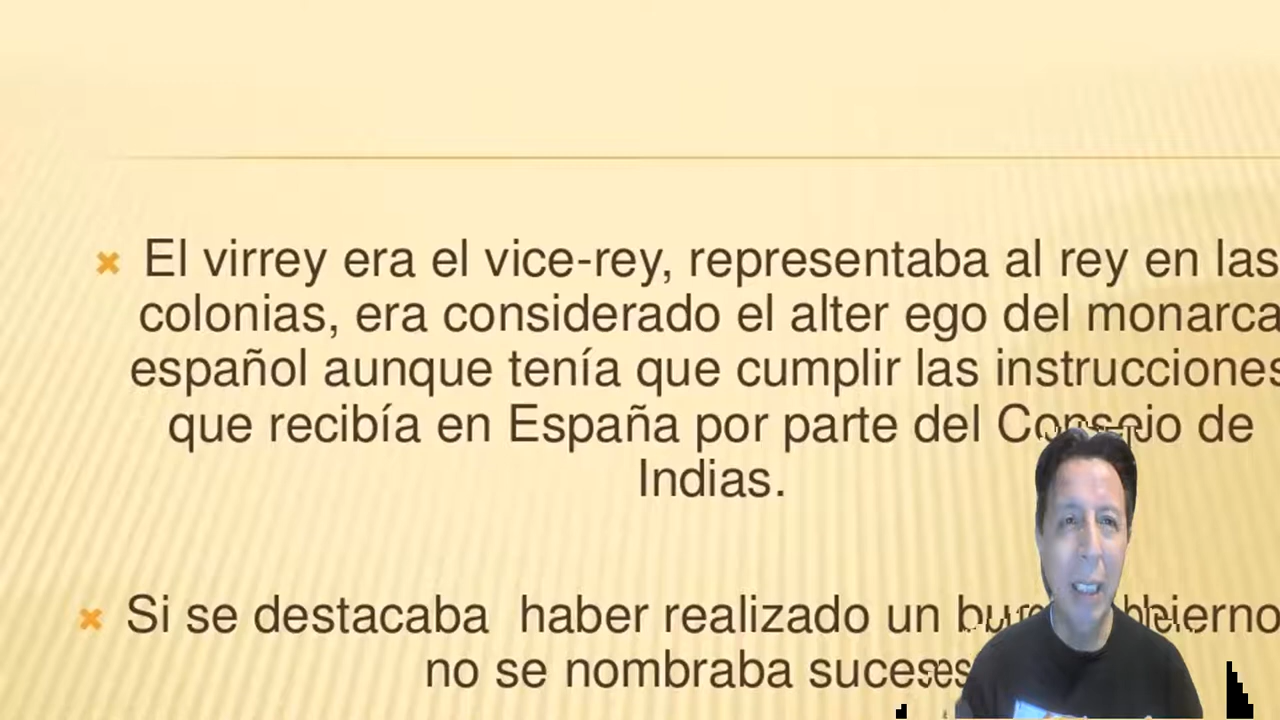 El virrey era el vice-rey, representaba al rey en las
colonias, era considerado el alter ego del monarca
español aunque tenía que cumplir las instrucciones
que recibía en España por parte del Consejo de
Indias.
Si se destacaba haber realizado un
no se nombraba